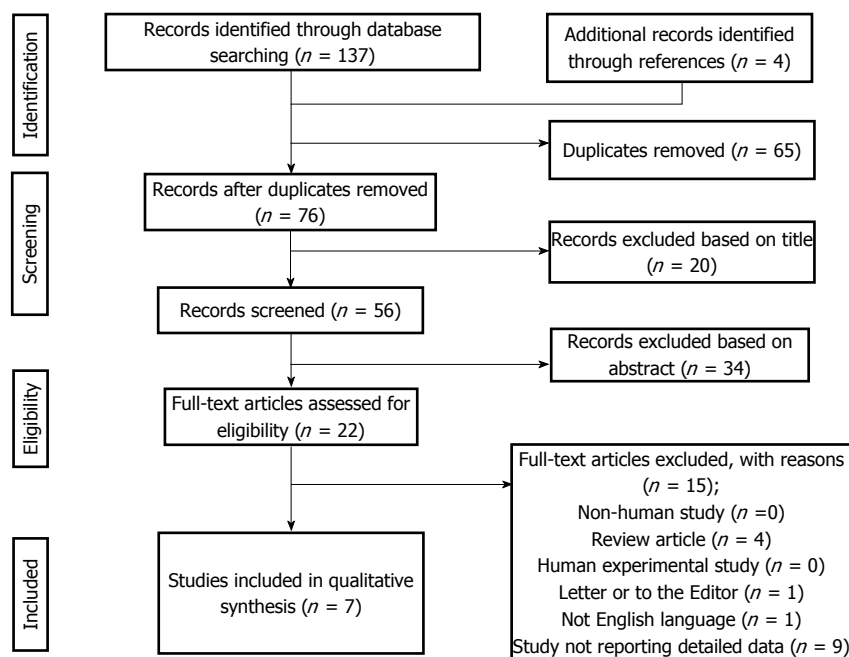 Identification
Records identified through database
searching (n = 137)
Additional records identified
through references (n = 4)
Duplicates removed (n = 65)
Screening
Records after duplicates removed
(n = 76)
Records excluded based on title
(n = 20)
Records screened (n = 56)
Records excluded based on
abstract (n = 34)
Eligibility
Full-text articles assessed for
eligibility (n = 22)
Full-text articles excluded, with reasons
(n = 15);
Non-human study (n =0)
Review article (n = 4)
Human experimental study (n = 0)
Letter or to the Editor (n = 1)
Not English language (n = 1)
Study not reporting detailed data (n = 9)
Included
Studies included in qualitative
synthesis (n = 7)